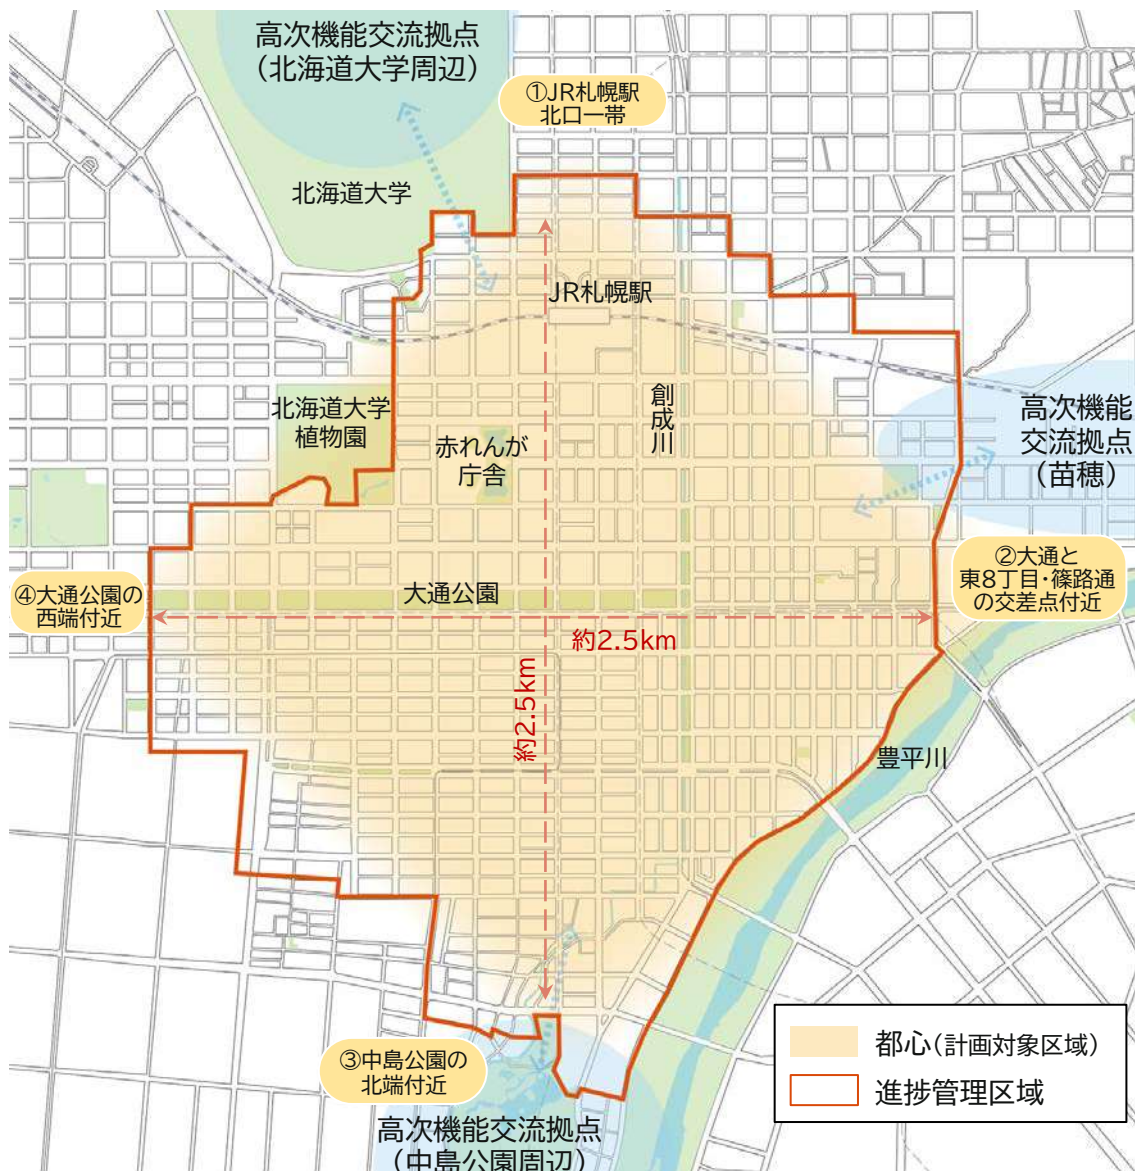 高次機能交流拠点
（北海道大学周辺）
①JR札幌駅
北口一帯
北海道大学
JR札幌駅
創成川
北海道大学
植物園
赤れんが
庁舎
高次機能
交流拠点
（苗穂）
②大通と
東8丁目・篠路通
の交差点付近
④大通公園の
西端付近
大通公園
約2.5km
約2.5km
豊平川
③中島公園の
北端付近
高次機能交流拠点
（中島公園周辺）
都心（計画対象区域）
進捗管理区域